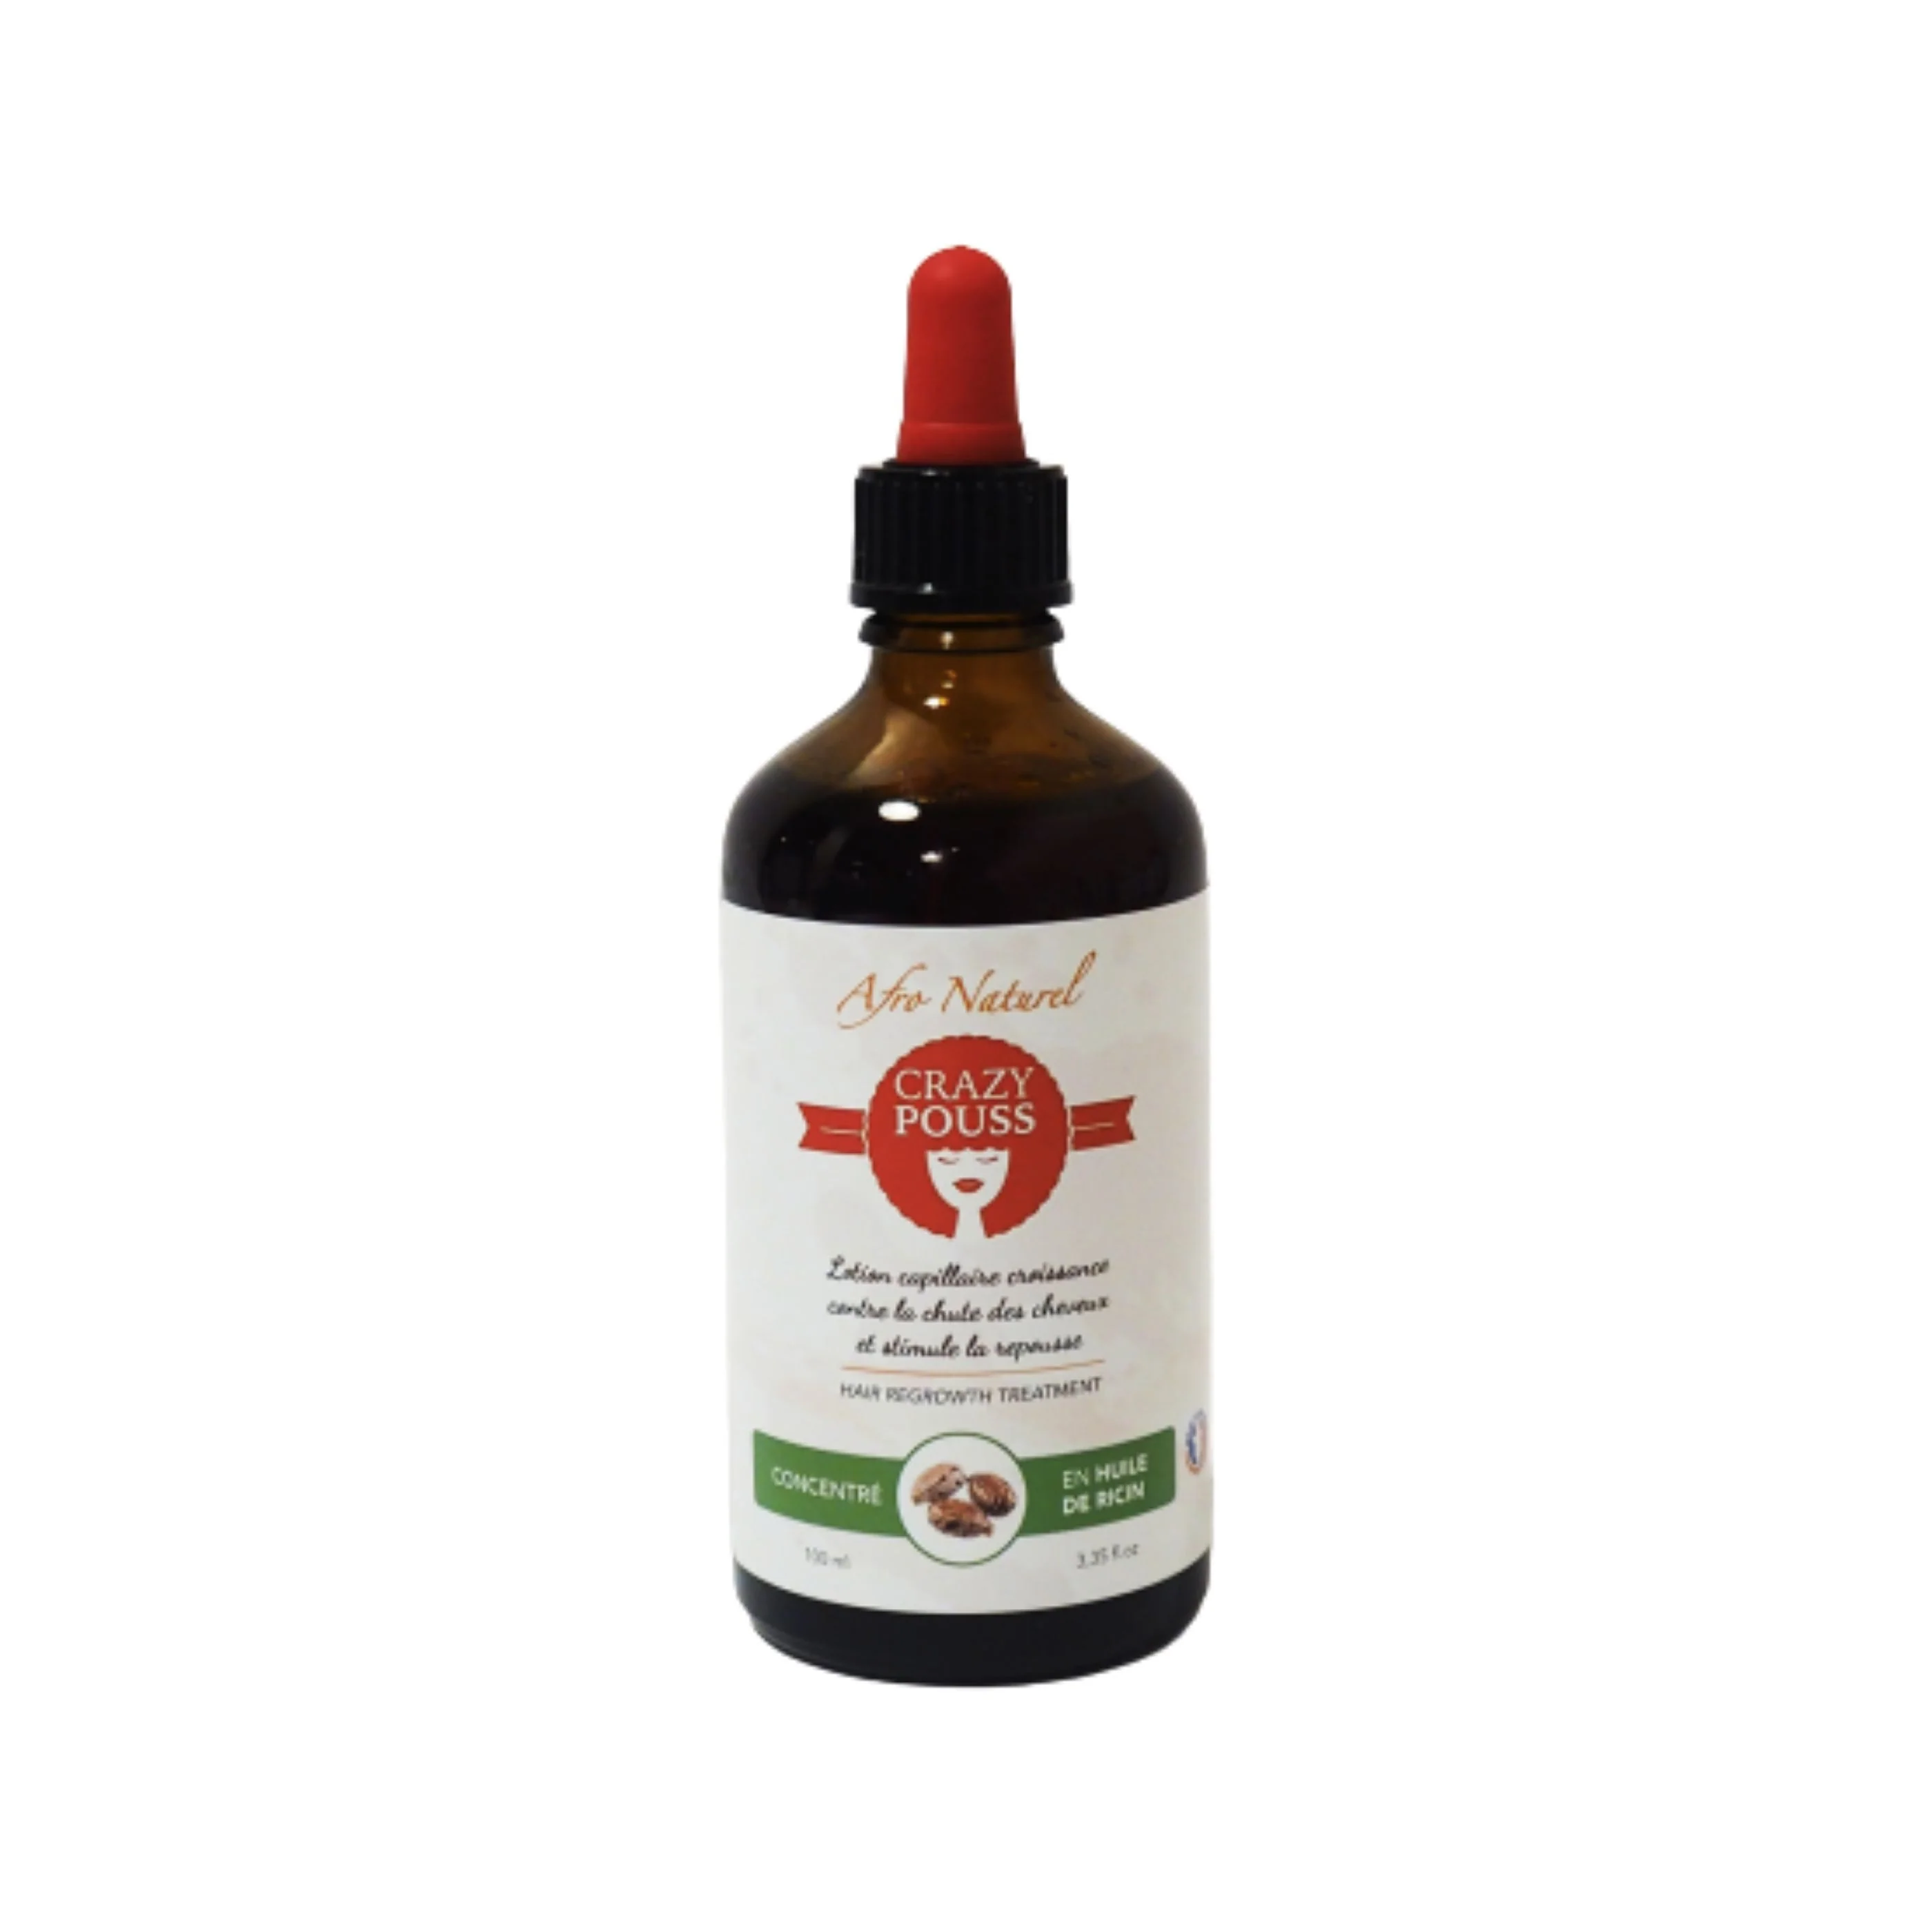 Afro Naturel
CRAZY
POUSS
Lotion capillaire croissance
contre la chute des cheveux
et stimule la repousse
HAIR REGROWTH TREATMENT
CONCENTRÉ
EN HUILE
DE RICIN
100 ml
3.35 fl.oz